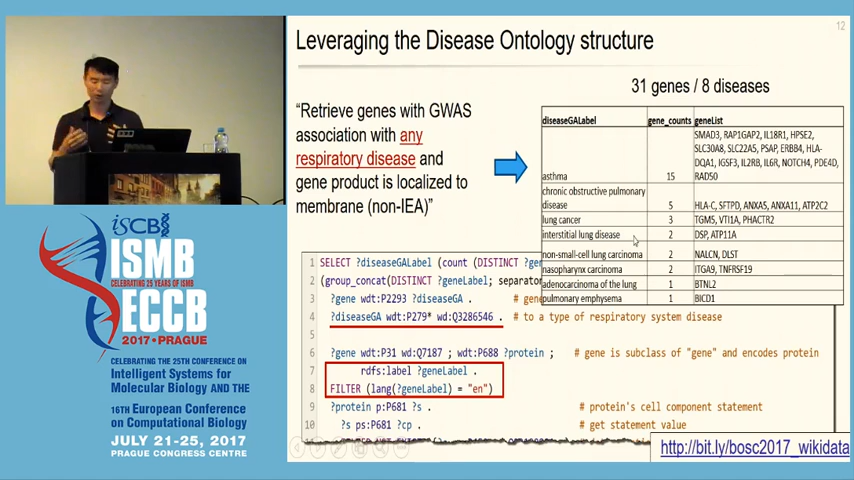 12
Leveraging the Disease Ontology structure
31 genes / 8 diseases
“Retrieve genes with GWAS
association with any
respiratory disease and
gene product is localized to
membrane (non-IEA)”
diseaseGALabel gene_counts geneList
SMAD3, RAP1GAP2, IL18R1, HPSE2,
SLC30A8, SLC22A5, PSAP, ERBB4, HLA-
DQA1, IGSF3, IL2RB, IL6R, NOTCH4, PDE4D,
asthma 15 RAD50
chronic obstructive pulmonary
disease 5 HLA-C, SFTPD, ANXA5, ANXA11, ATP2C2
lung cancer 3 TGM5, VTI1A, PHACTR2
interstitial lung disease 2 DSP, ATP11A
non-small-cell lung carcinoma 2 NALCN, DLST
nasopharynx carcinoma 2 ITGA9, TNFRSF19
adenocarcinoma of the lung 1 BTNL2
pulmonary emphysema 1 BICD1
1 SELECT ?diseaseGALabel (count (DISTINCT ?ge
2 (group_concat(DISTINCT ?geneLabel; separator
3 ?gene wdt:P2293 ?diseaseGA . # gen
4 ?diseaseGA wdt:P279* wd:Q3286546 . # to a type of respiratory system disease
5
6 ?gene wdt:P31 wd:Q7187 ; wdt:P688 ?protein ; # gene is subclass of "gene" and encodes protein
7 rdfs:label ?geneLabel .
8 FILTER (lang(?geneLabel) = "en")
9 ?protein p:P681 ?s . # protein's cell component statement
10 ?s ps:P681 ?cp . # get statement value
http://bit.ly/bosc2017_wikidata
iSCB
ISMB
CELEBRATING 25 YEARS OF ISMB
ECCB
2017 • PRAGUE
CELEBRATING THE 25TH CONFERENCE ON
Intelligent Systems for
Molecular Biology AND THE
16TH European Conference
on Computational Biology
JULY 21-25, 2017
PRAGUE CONGRESS CENTRE